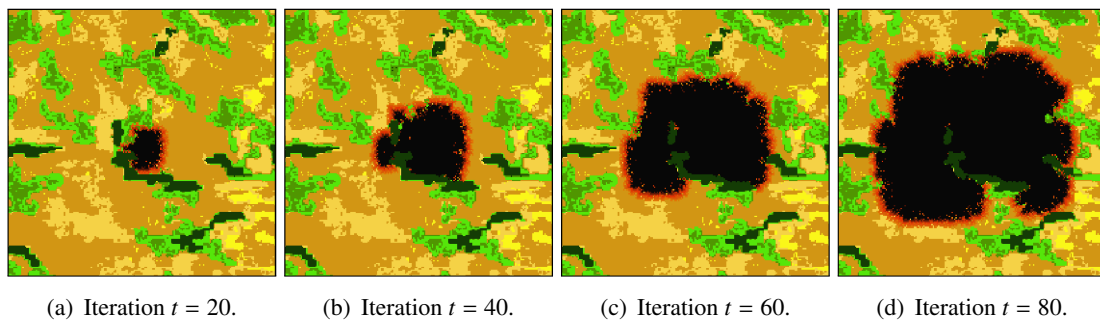 (a) Iteration t = 20.
(b) Iteration t = 40.
(c) Iteration t = 60.
(d) Iteration t = 80.